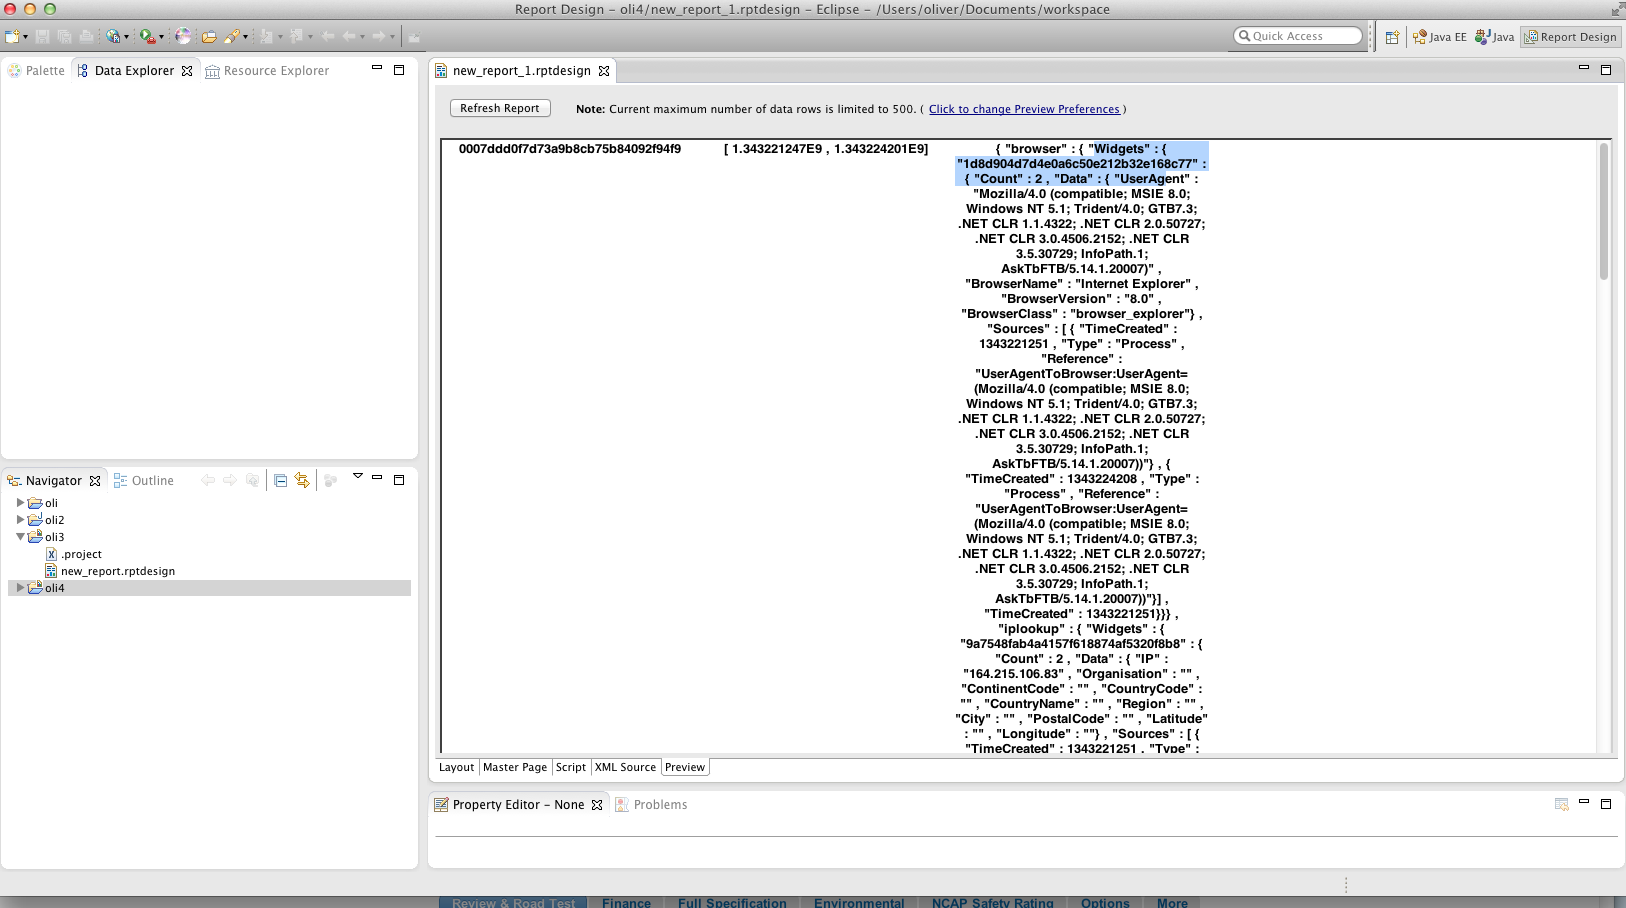 Report Design – oli4/new_report_1.rptdesign – Eclipse – /Users/oliver/Documents/workspace
Quick Access
Java EE
Java
Report Design
Palette
Data Explorer
Resource Explorer
new_report_1.rptdesign
Refresh Report
Note: Current maximum number of data rows is limited to 500. ( Click to change Preview Preferences )
0007ddd0f7d73a9b8cb75b84092f94f9 [ 1.343221247E9 , 1.343224201E9] { "browser" : { "Widgets" : {
"1d8d904d7d4e0a6c50e212b32e168c77" :
{ "Count" : 2 , "Data" : { "UserAgent" :
"Mozilla/4.0 (compatible; MSIE 8.0;
Windows NT 5.1; Trident/4.0; GTB7.3;
.NET CLR 1.1.4322; .NET CLR 2.0.50727;
.NET CLR 3.0.4506.2152; .NET CLR
3.5.30729; InfoPath.1;
AskTbFTB/5.14.1.20007)" ,
"BrowserName" : "Internet Explorer" ,
"BrowserVersion" : "8.0" ,
"BrowserClass" : "browser_explorer"} ,
"Sources" : [ { "TimeCreated" :
1343221251 , "Type" : "Process" ,
"Reference" :
"UserAgentToBrowser:UserAgent=
(Mozilla/4.0 (compatible; MSIE 8.0;
Windows NT 5.1; Trident/4.0; GTB7.3;
.NET CLR 1.1.4322; .NET CLR 2.0.50727;
.NET CLR 3.0.4506.2152; .NET CLR
3.5.30729; InfoPath.1;
AskTbFTB/5.14.1.20007))"} , {
"TimeCreated" : 1343224208 , "Type" :
"Process" , "Reference" :
"UserAgentToBrowser:UserAgent=
(Mozilla/4.0 (compatible; MSIE 8.0;
Windows NT 5.1; Trident/4.0; GTB7.3;
.NET CLR 1.1.4322; .NET CLR 2.0.50727;
.NET CLR 3.0.4506.2152; .NET CLR
3.5.30729; InfoPath.1;
AskTbFTB/5.14.1.20007))"}] ,
"TimeCreated" : 1343221251}}} ,
"iplookup" : { "Widgets" : {
"9a7548fab4a4157f618874af5320f8b8" : {
"Count" : 2 , "Data" : { "IP" :
"164.215.106.83" , "Organisation" : "" ,
"ContinentCode" : "" , "CountryCode" :
"" , "CountryName" : "" , "Region" : "" ,
"City" : "" , "PostalCode" : "" , "Latitude"
: "" , "Longitude" : ""} , "Sources" : [ {
"TimeCreated" : 1343221251 , "Type" :
Layout
Master Page
Script
XML Source
Preview
Navigator
Outline
oli
oli2
oli3
.project
new_report.rptdesign
oli4
Property Editor – None
Problems
Review & Road Test
Finance
Full Specification
Environmental
NCAP Safety Rating
Options
More